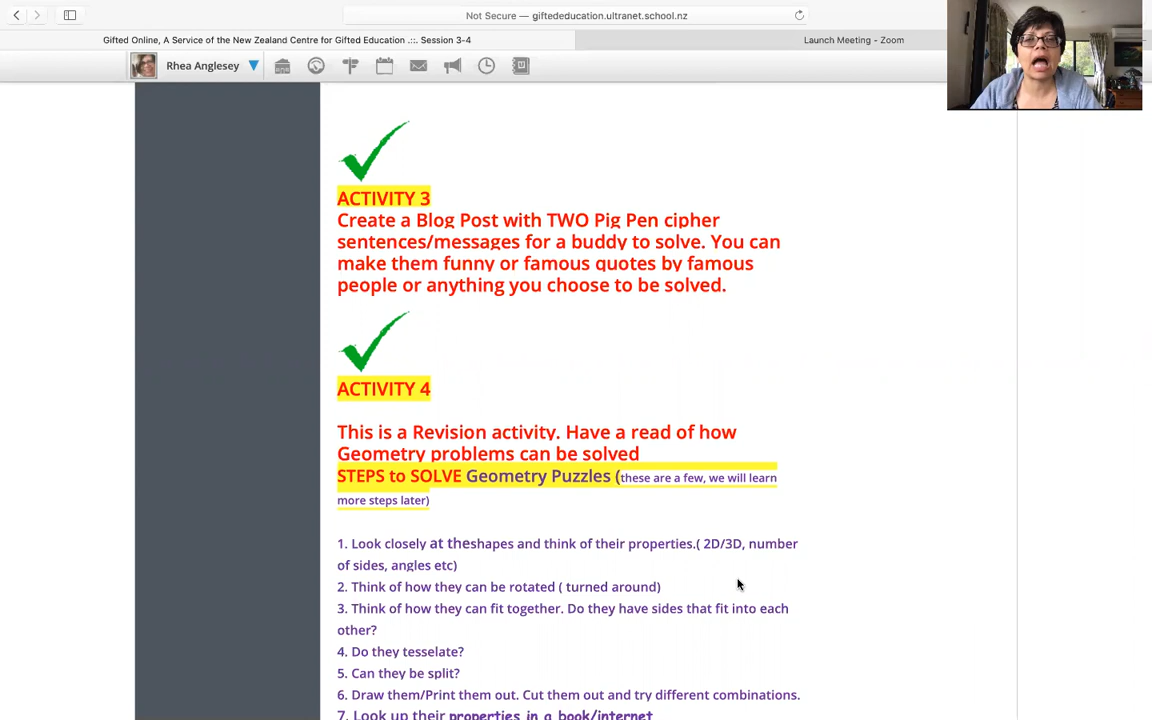 Not Secure — giftededucation.ultranet.school.nz
Gifted Online, A Service of the New Zealand Centre for Gifted Education .::. Session 3-4
Launch Meeting - Zoom
Rhea Anglesey
ACTIVITY 3
Create a Blog Post with TWO Pig Pen cipher
sentences/messages for a buddy to solve. You can
make them funny or famous quotes by famous
people or anything you choose to be solved.
ACTIVITY 4
This is a Revision activity. Have a read of how
Geometry problems can be solved
STEPS to SOLVE Geometry Puzzles (these are a few, we will learn
more steps later)
1. Look closely at theshapes and think of their properties.( 2D/3D, number
of sides, angles etc)
2. Think of how they can be rotated ( turned around)
3. Think of how they can fit together. Do they have sides that fit into each
other?
4. Do they tesselate?
5. Can they be split?
6. Draw them/Print them out. Cut them out and try different combinations.
7. Look up their properties in a book/internet